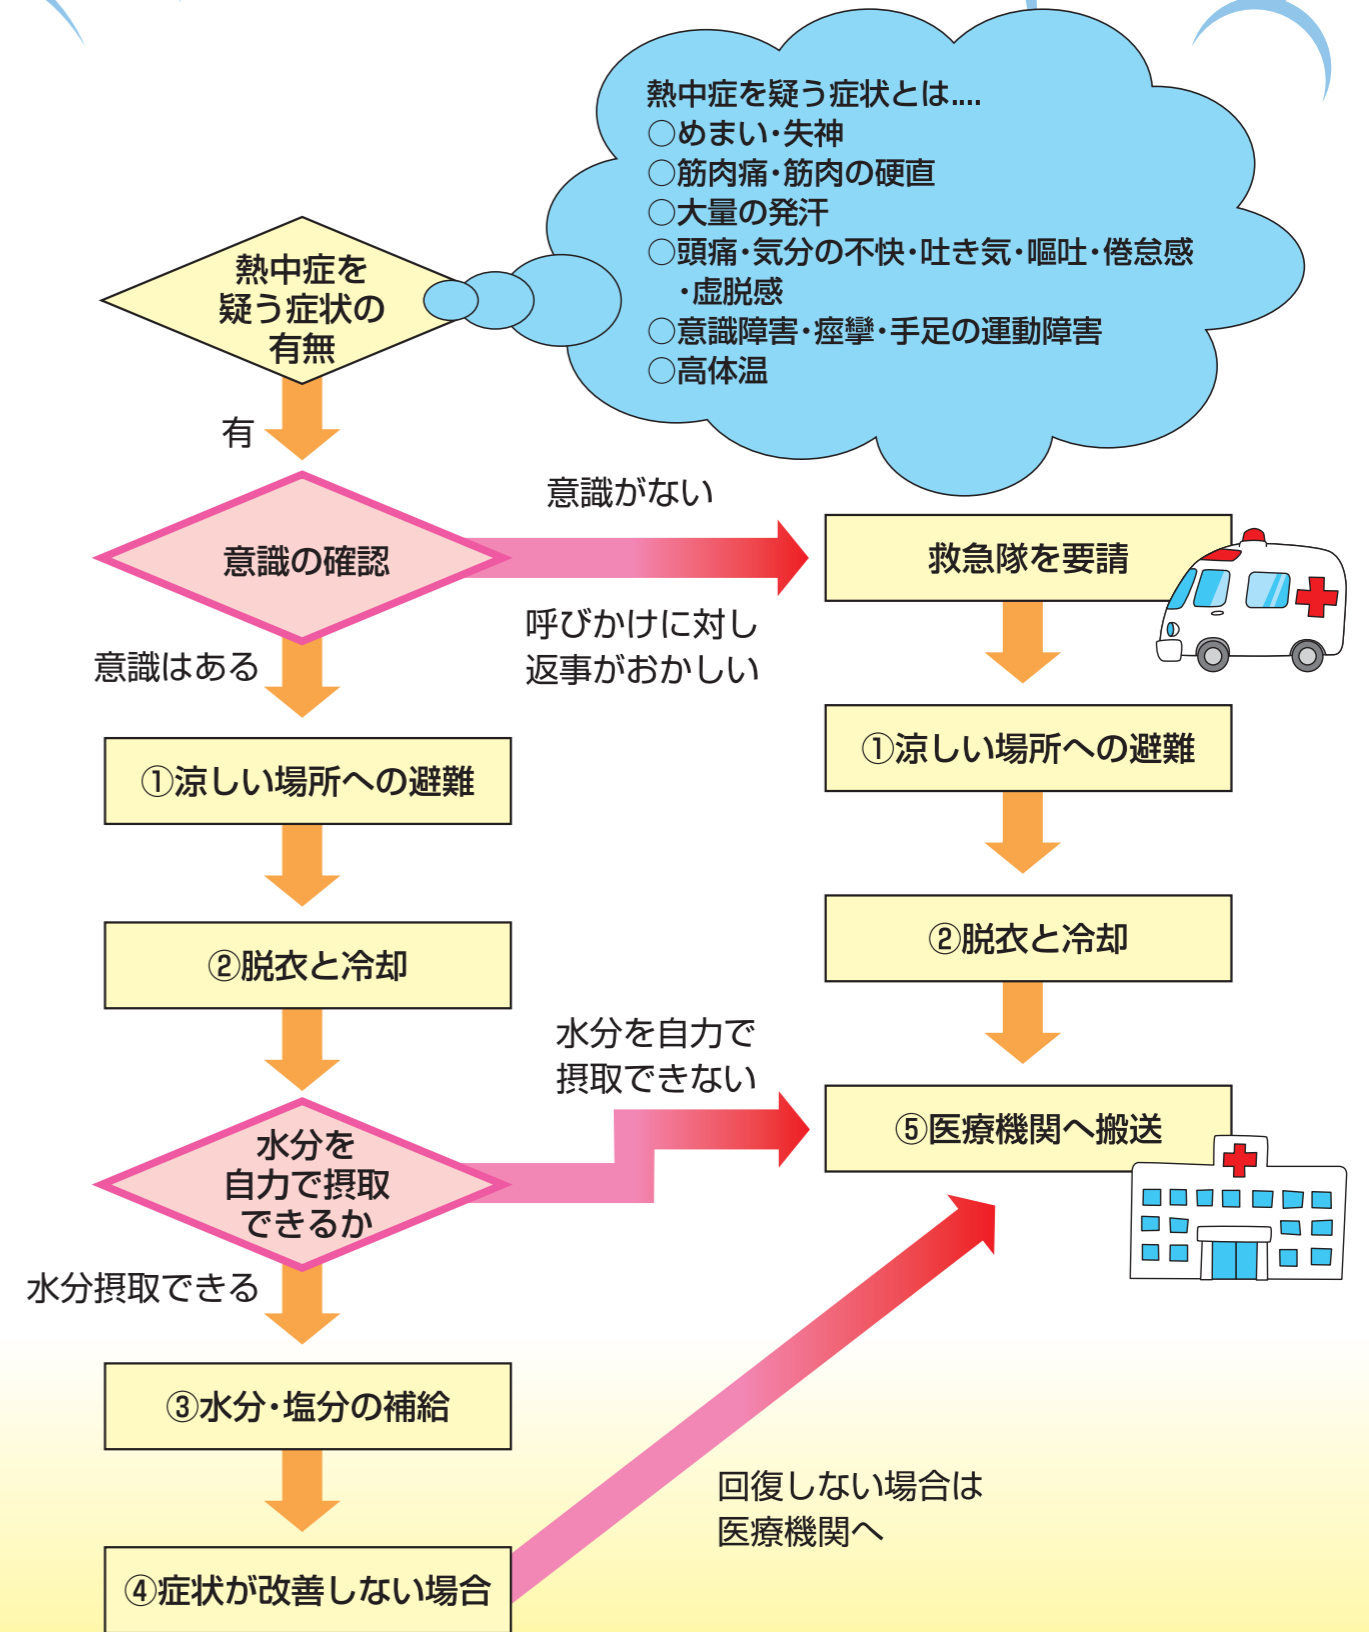 熱中症を疑う症状とは....
○めまい・失神
○筋肉痛・筋肉の硬直
○大量の発汗
○頭痛・気分の不快・吐き気・嘔吐・倦怠感
・虚脱感
○意識障害・痙攣・手足の運動障害
○高体温
熱中症を
疑う症状の
有無
有
意識の確認
意識がない
呼びかけに対し
返事がおかしい
救急隊を要請
意識はある
①涼しい場所への避難
①涼しい場所への避難
②脱衣と冷却
②脱衣と冷却
水分を自力で
摂取できない
水分を
自力で摂取
できるか
⑤医療機関へ搬送
水分摂取できる
③水分・塩分の補給
回復しない場合は
医療機関へ
④症状が改善しない場合